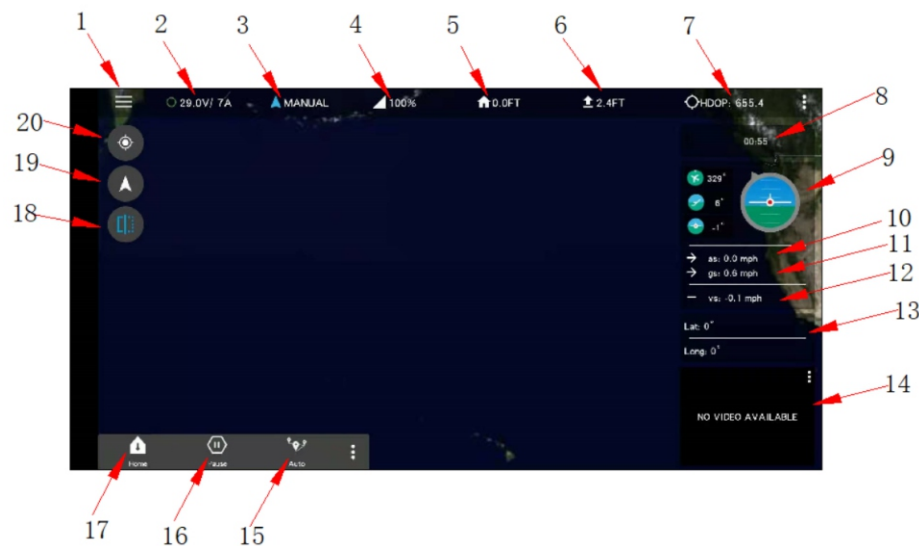 1 2 3 4 5 6 7
29.0V/ 7A MANUAL 100% 0.0FT 2.4FT HDOP: 655.4
8
00:55
20
9
329°
19
6°
18
-1°
10
as: 0.0 mph
11
gs: 0.6 mph
12
vs: -0.1 mph
13
Lat: 0°
Long: 0°
14
NO VIDEO AVAILABLE
Home Pause Auto
17 16 15